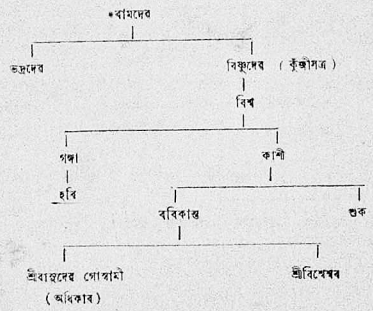 *বামদেৱ
ভদ্ৰদেৱ
বিষ্ণুদেৱ ( কুঁজীসত্ৰ )
বিশ্ব
গঙ্গা
কাশী
হৰি
ৰবিকান্ত
শুক
শ্ৰীবাসুদেৱ গোস্বামী
শ্ৰীবিশ্বেশ্বৰ
( অধিকাৰ )